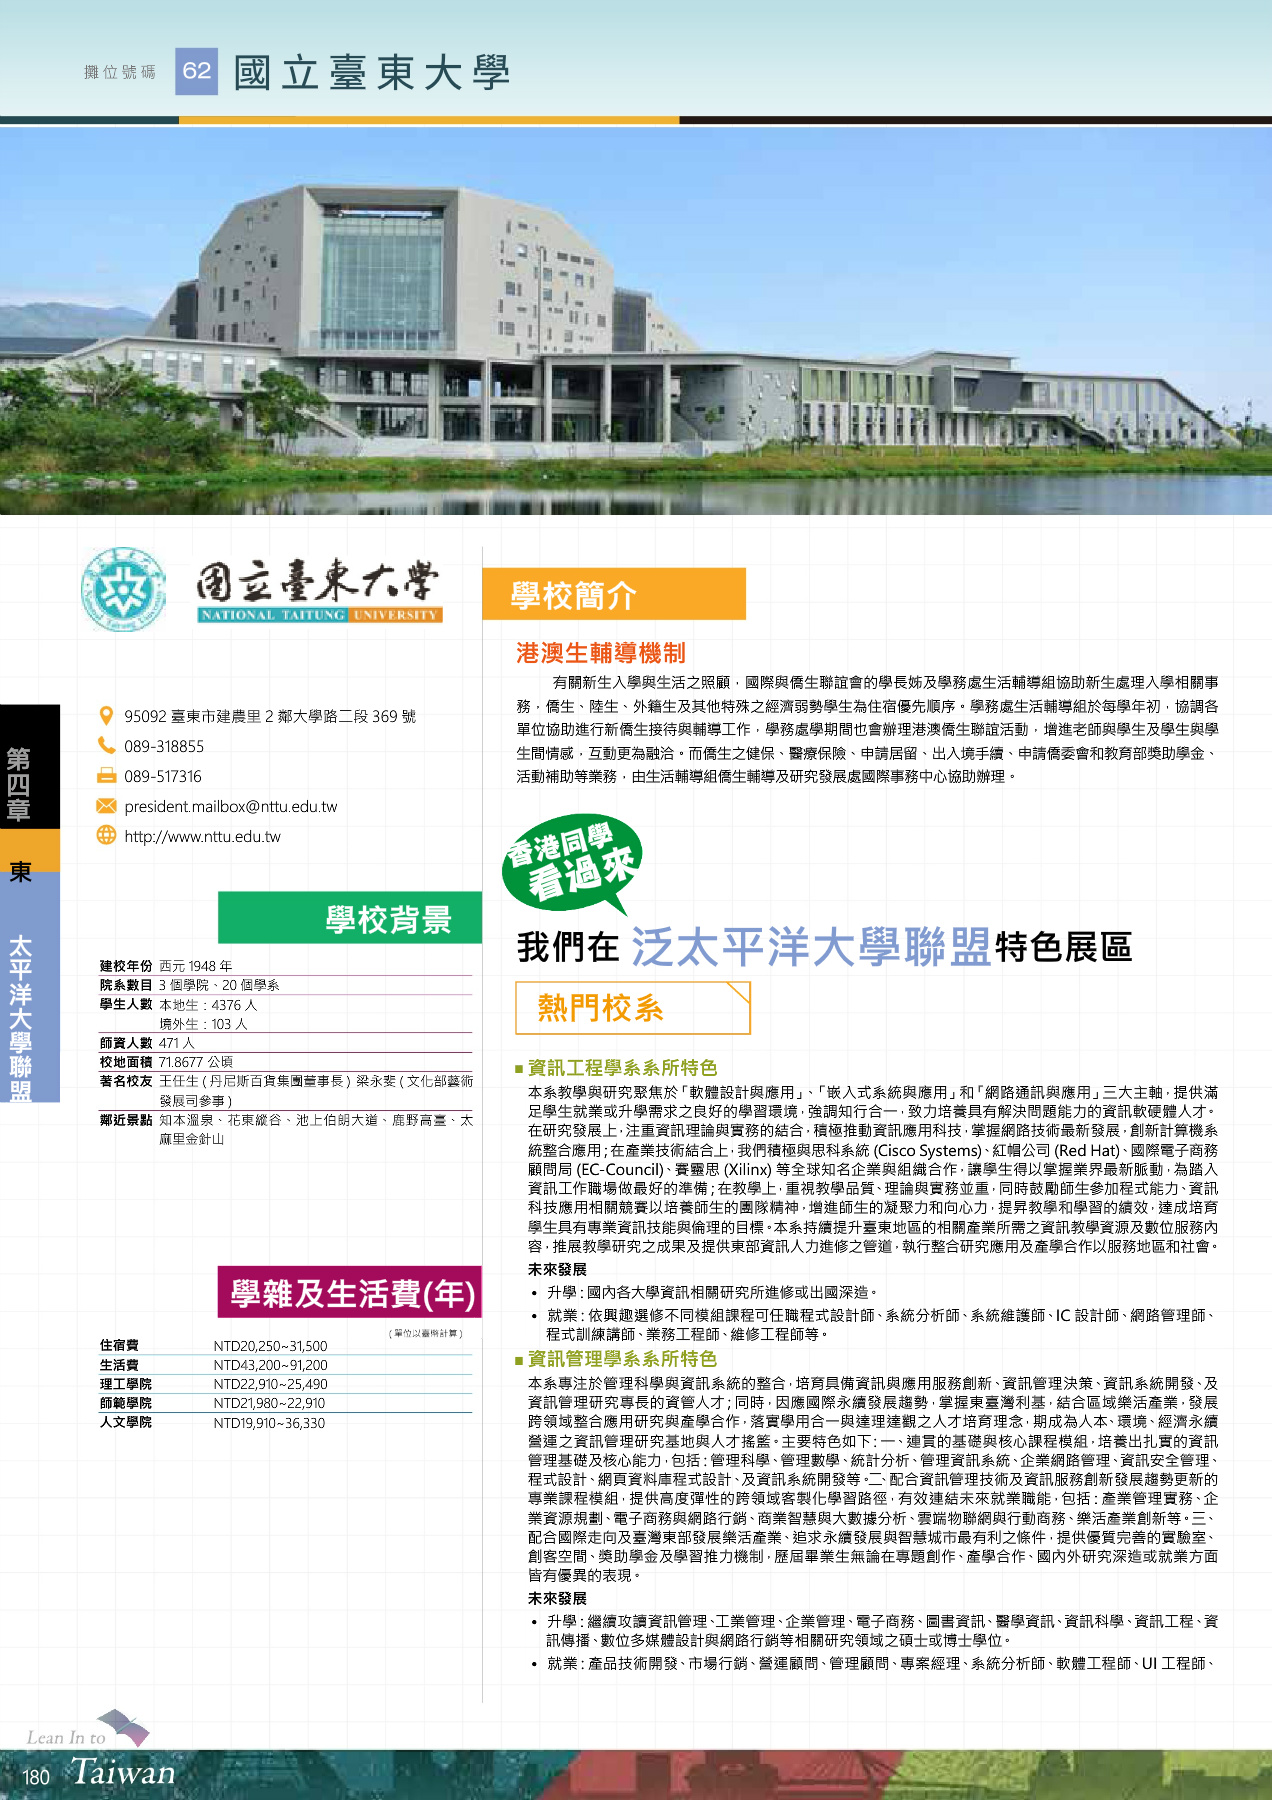 攤位號碼 62 國立臺東大學
國立臺東大學
NATIONAL TAITUNG UNIVERSITY
95092 臺東市建農里 2 鄰大學路二段 369 號
089-318855
089-517316
president.mailbox@nttu.edu.tw
http://www.nttu.edu.tw
第四章
東
太平洋大學聯盟
學校背景
建校年份 西元 1948 年
院系數目 3 個學院、20 個學系
學生人數 本地生：4376 人
境外生：103 人
師資人數 471 人
校地面積 71.8677 公頃
著名校友 王任生 ( 丹尼斯百貨集團董事長 ) 梁永斐 ( 文化部藝術
發展司參事 )
鄰近景點 知本溫泉、花東縱谷、池上伯朗大道、鹿野高臺、太
麻里金針山
學雜及生活費(年)
( 單位以臺幣計算 )
住宿費 NTD20,250~31,500
生活費 NTD43,200~91,200
理工學院 NTD22,910~25,490
師範學院 NTD21,980~22,910
人文學院 NTD19,910~36,330
學校簡介
港澳生輔導機制
有關新生入學與生活之照顧，國際與僑生聯誼會的學長姊及學務處生活輔導組協助新生處理入學相關事
務，僑生、陸生、外籍生及其他特殊之經濟弱勢學生為住宿優先順序。學務處生活輔導組於每學年初，協調各
單位協助進行新僑生接待與輔導工作，學務處學期間也會辦理港澳僑生聯誼活動，增進老師與學生及學生與學
生間情感，互動更為融洽。而僑生之健保、醫療保險、申請居留、出入境手續、申請僑委會和教育部獎助學金、
活動補助等業務，由生活輔導組僑生輔導及研究發展處國際事務中心協助辦理。
香港同學
看過來
我們在 泛太平洋大學聯盟特色展區
熱門校系
■ 資訊工程學系系所特色
本系教學與研究聚焦於「軟體設計與應用」、「嵌入式系統與應用」和「網路通訊與應用」三大主軸，提供滿
足學生就業或升學需求之良好的學習環境，強調知行合一，致力培養具有解決問題能力的資訊軟硬體人才。
在研究發展上，注重資訊理論與實務的結合，積極推動資訊應用科技，掌握網路技術最新發展，創新計算機系
統整合應用；在產業技術結合上，我們積極與思科系統 (Cisco Systems)、紅帽公司 (Red Hat)、國際電子商務
顧問局 (EC-Council)、賽靈思 (Xilinx) 等全球知名企業與組織合作，讓學生得以掌握業界最新脈動，為踏入
資訊工作職場做最好的準備；在教學上，重視教學品質、理論與實務並重，同時鼓勵師生參加程式能力、資訊
科技應用相關競賽以培養師生的團隊精神，增進師生的凝聚力和向心力，提昇教學和學習的績效，達成培育
學生具有專業資訊技能與倫理的目標。本系持續提升臺東地區的相關產業所需之資訊教學資源及數位服務內
容，推展教學研究之成果及提供東部資訊人力進修之管道，執行整合研究應用及產學合作以服務地區和社會。
未來發展
• 升學：國內各大學資訊相關研究所進修或出國深造。
• 就業：依興趣選修不同模組課程可任職程式設計師、系統分析師、系統維護師、IC 設計師、網路管理師、
程式訓練講師、業務工程師、維修工程師等。
■ 資訊管理學系系所特色
本系專注於管理科學與資訊系統的整合，培育具備資訊與應用服務創新、資訊管理決策、資訊系統開發、及
資訊管理研究專長的資管人才；同時，因應國際永續發展趨勢，掌握東臺灣利基，結合區域樂活產業，發展
跨領域整合應用研究與產學合作，落實學用合一與達理達觀之人才培育理念，期成為人本、環境、經濟永續
營運之資訊管理研究基地與人才搖籃。主要特色如下：一、連貫的基礎與核心課程模組，培養出扎實的資訊
管理基礎及核心能力，包括：管理科學、管理數學、統計分析、管理資訊系統、企業網路管理、資訊安全管理、
程式設計、網頁資料庫程式設計、及資訊系統開發等。二、配合資訊管理技術及資訊服務創新發展趨勢更新的
專業課程模組，提供高度彈性的跨領域客製化學習路徑，有效連結未來就業職能，包括：產業管理實務、企
業資源規劃、電子商務與網路行銷、商業智慧與大數據分析、雲端物聯網與行動商務、樂活產業創新等。三、
配合國際走向及臺灣東部發展樂活產業、追求永續發展與智慧城市最有利之條件，提供優質完善的實驗室、
創客空間、獎助學金及學習推力機制，歷屆畢業生無論在專題創作、產學合作、國內外研究深造或就業方面
皆有優異的表現。
未來發展
• 升學：繼續攻讀資訊管理、工業管理、企業管理、電子商務、圖書資訊、醫學資訊、資訊科學、資訊工程、資
訊傳播、數位多媒體設計與網路行銷等相關研究領域之碩士或博士學位。
• 就業：產品技術開發、市場行銷、營運顧問、管理顧問、專案經理、系統分析師、軟體工程師、UI 工程師、
Lean In to
180 Taiwan